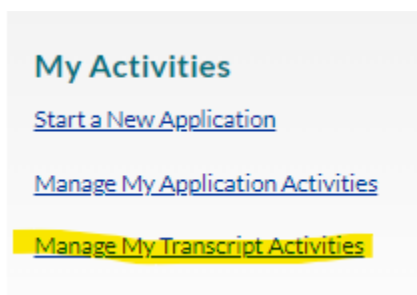 My Activities
Start a New Application
Manage My Application Activities
Manage My Transcript Activities